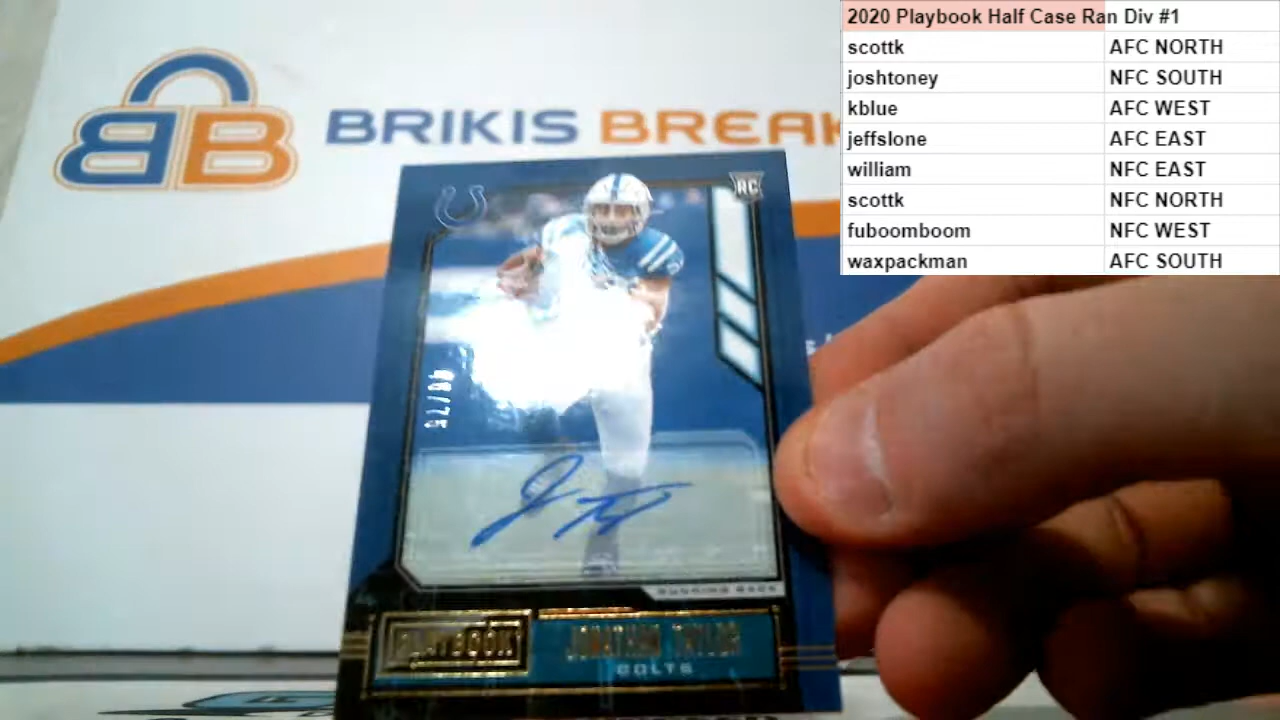 2020 Playbook Half Case Ran Div #1
scottk AFC NORTH
joshtoney NFC SOUTH
kblue AFC WEST
jeffslone AFC EAST
william NFC EAST
scottk NFC NORTH
fuboomboom NFC WEST
waxpackman AFC SOUTH
BB BRIKIS BREAK
RC
RUNNING BACK
PLAYBOOK JONATHAN TAYLOR
COLTS